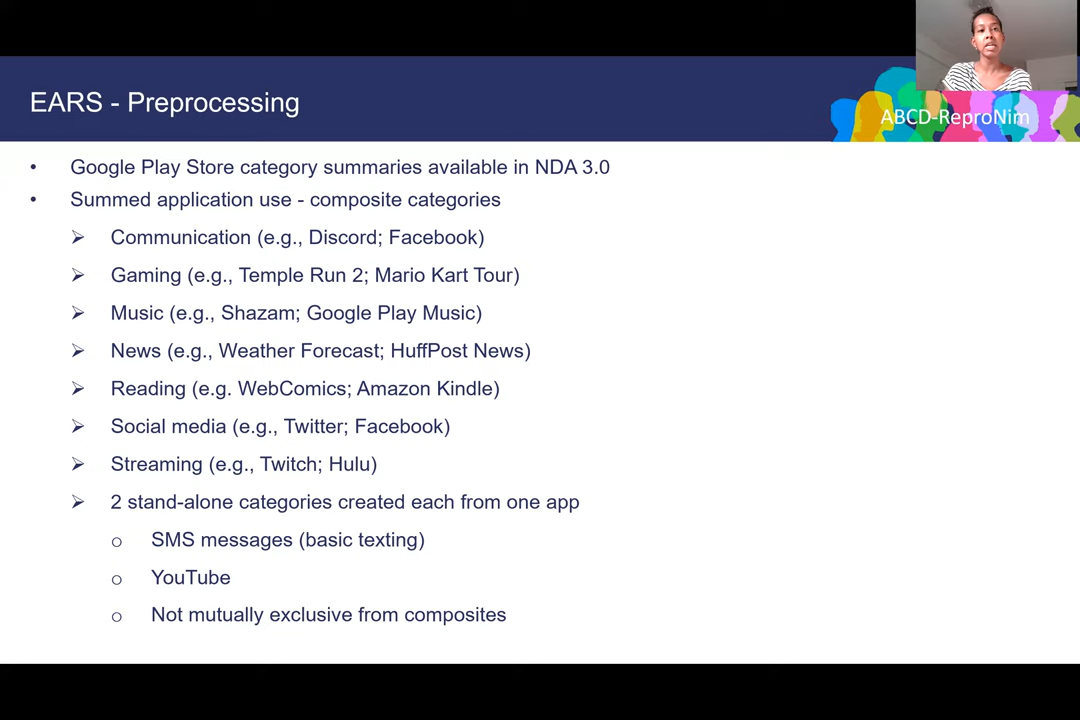 EARS - Preprocessing
ABCD-ReproNim
• Google Play Store category summaries available in NDA 3.0
• Summed application use - composite categories
➢ Communication (e.g., Discord; Facebook)
➢ Gaming (e.g., Temple Run 2; Mario Kart Tour)
➢ Music (e.g., Shazam; Google Play Music)
➢ News (e.g., Weather Forecast; HuffPost News)
➢ Reading (e.g. WebComics; Amazon Kindle)
➢ Social media (e.g., Twitter; Facebook)
➢ Streaming (e.g., Twitch; Hulu)
➢ 2 stand-alone categories created each from one app
o SMS messages (basic texting)
o YouTube
o Not mutually exclusive from composites